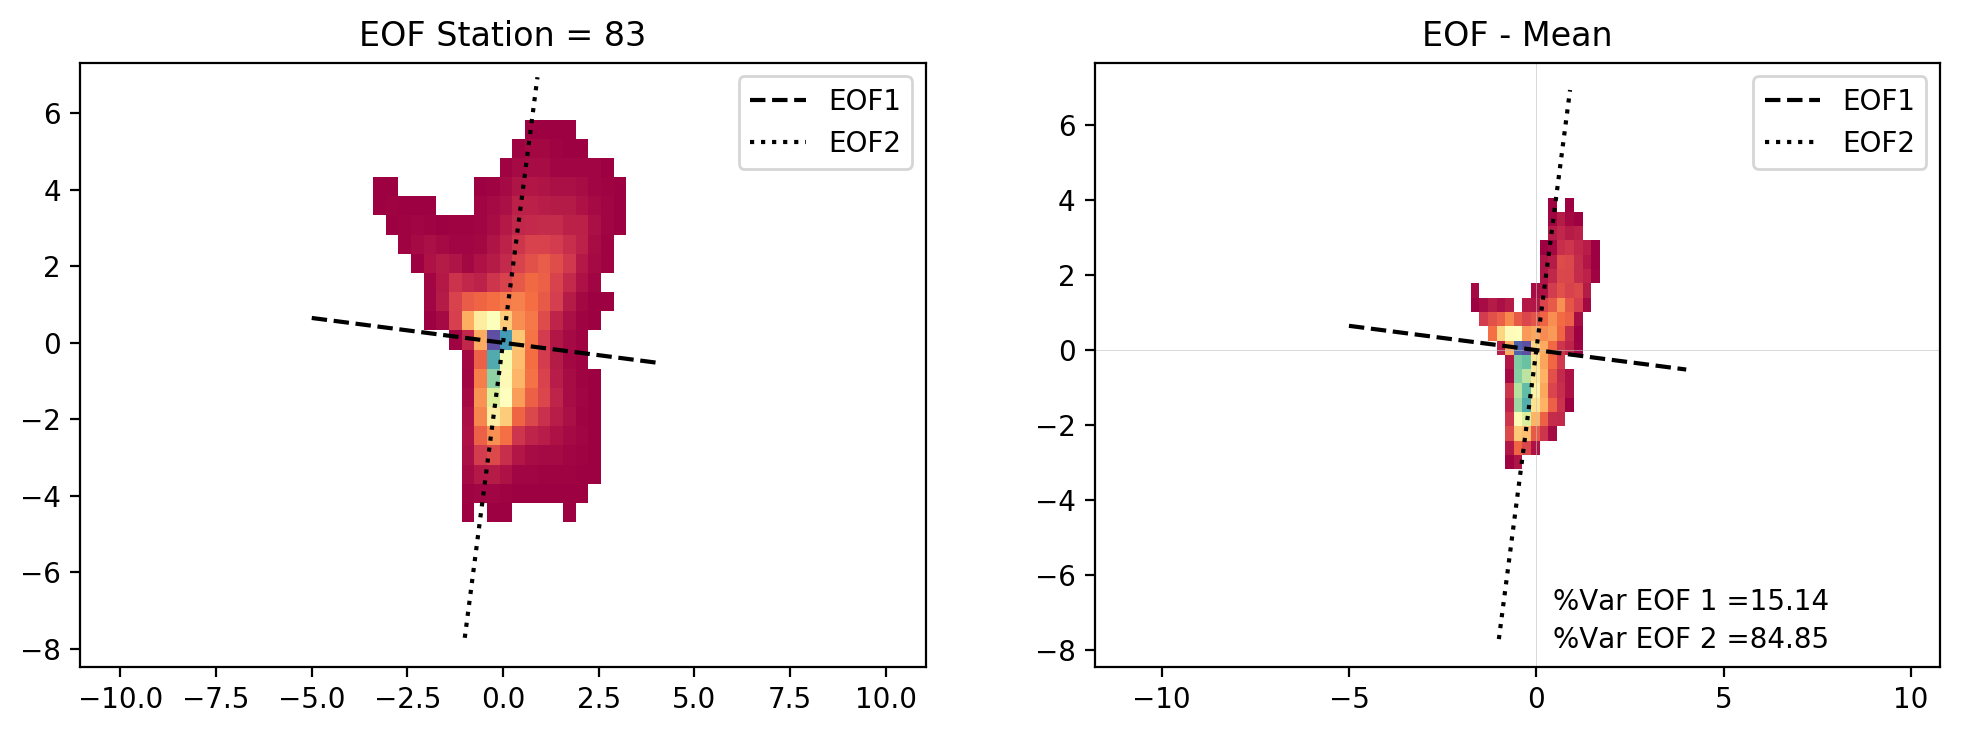 EOF Station = 83
EOF1
EOF2
6
4
2
0
−2
−4
−6
−8
−10.0 −7.5 −5.0 −2.5 0.0 2.5 5.0 7.5 10.0
EOF - Mean
EOF1
EOF2
6
4
2
0
−2
−4
−6
−8
%Var EOF 1 =15.14
%Var EOF 2 =84.85
−10 −5 0 5 10